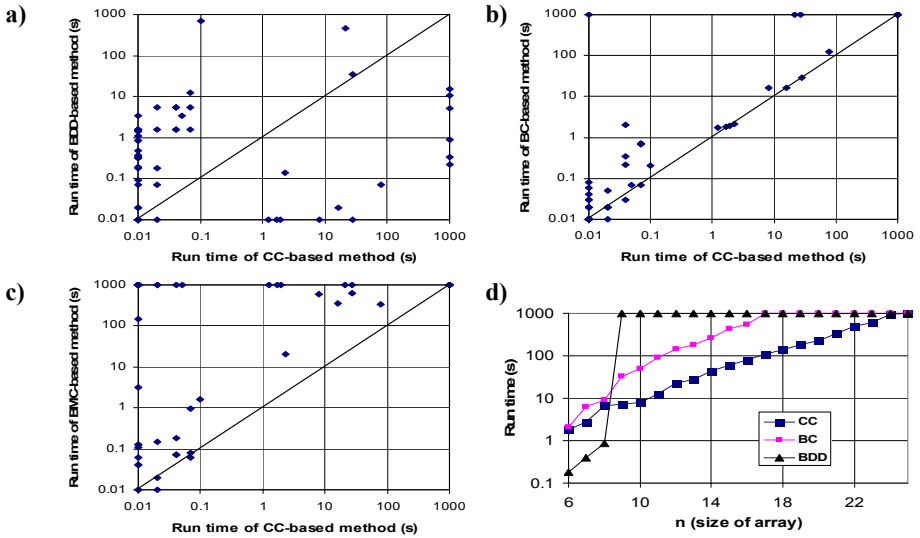 a)
Run time of BDD-based method (s)
1000
100
10
1
0.1
0.01
0.01 0.1 1 10 100 1000
Run time of CC-based method (s)
b)
Run time of BC-based method (s)
1000
100
10
1
0.1
0.01
0.01 0.1 1 10 100 1000
Run time of CC-based method (s)
c)
Run time of BMC-based method (s)
1000
100
10
1
0.1
0.01
0.01 0.1 1 10 100 1000
Run time of CC-based method (s)
d)
Run time (s)
1000
100
10
1
0.1
CC
BC
BDD
6 10 14 18 22
n (size of array)